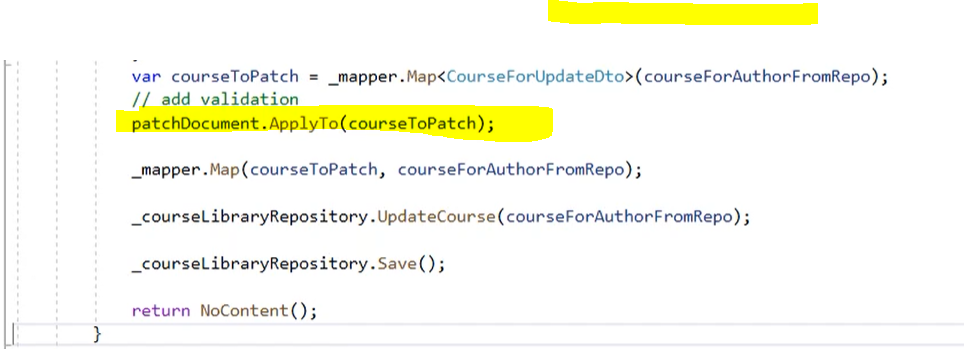 var courseToPatch = _mapper.Map<CourseForUpdateDto>(courseForAuthorFromRepo);
// add validation
patchDocument.ApplyTo(courseToPatch);
_mapper.Map(courseToPatch, courseForAuthorFromRepo);
_courseLibraryRepository.UpdateCourse(courseForAuthorFromRepo);
_courseLibraryRepository.Save();
return NoContent();
}